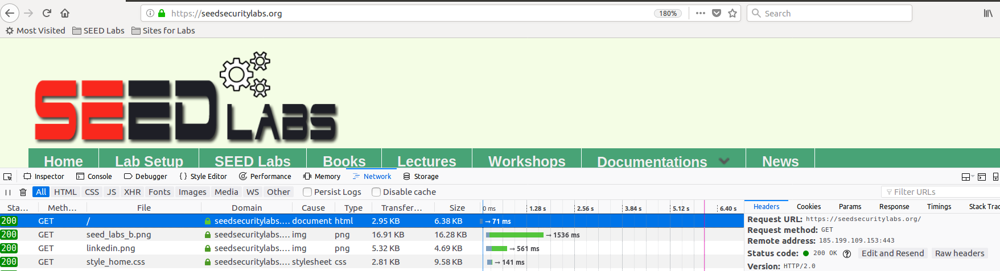 https://seedsecuritylabs.org 180% Search
Most Visited SEED Labs Sites for Labs
SEED LABS
Home Lab Setup SEED Labs Books Lectures Workshops Documentations News
Inspector Console Debugger {} Style Editor Performance Memory Network Storage
All HTML CSS JS XHR Fonts Images Media WS Other Persist Logs Disable cache Filter URLs
Sta... Meth... File Domain Cause Type Transfer... Size 0 ms 1.28 s 2.56 s 3.84 s 5.12 s 6.40 s Headers Cookies Params Response Timings Stack Trac
200 GET / seedsecuritylabs.... document html 2.95 KB 6.38 KB → 71 ms
Request URL: https://seedsecuritylabs.org/
Request method: GET
200 GET seed_labs_b.png seedsecuritylabs.... img png 16.91 KB 16.28 KB → 1536 ms
Remote address: 185.199.109.153:443
200 GET linkedin.png seedsecuritylabs.... img png 5.32 KB 4.69 KB → 561 ms
Status code: 200 OK Edit and Resend Raw headers
200 GET style_home.css seedsecuritylabs.... stylesheet css 2.81 KB 9.58 KB → 141 ms
Version: HTTP/2.0